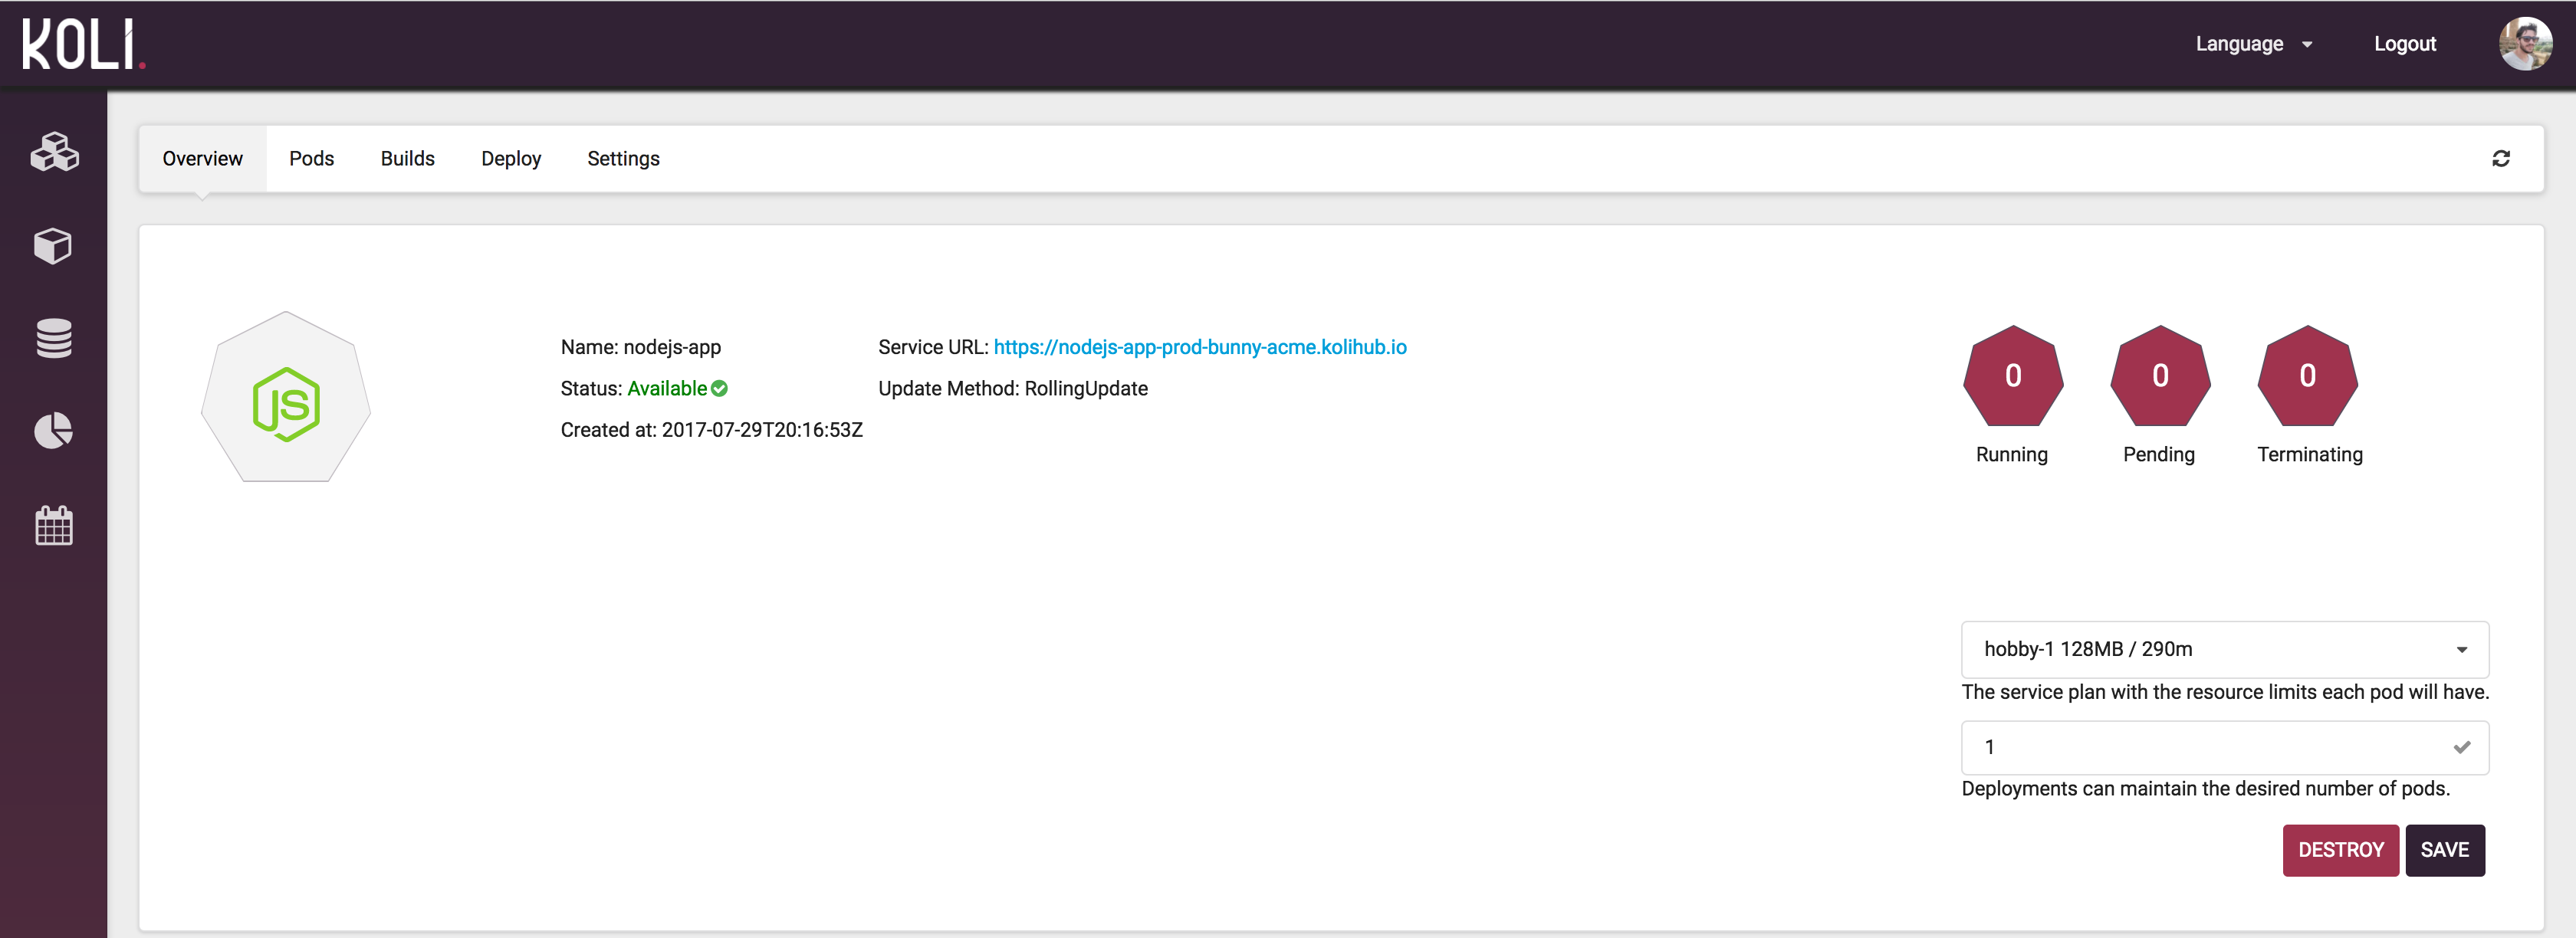 KOLI.
Language
Logout
Overview
Pods
Builds
Deploy
Settings
JS
Name: nodejs-app
Status: Available
Created at: 2017-07-29T20:16:53Z
Service URL: https://nodejs-app-prod-bunny-acme.kolihub.io
Update Method: RollingUpdate
0
Running
0
Pending
0
Terminating
hobby-1 128MB / 290m
The service plan with the resource limits each pod will have.
1
Deployments can maintain the desired number of pods.
DESTROY
SAVE